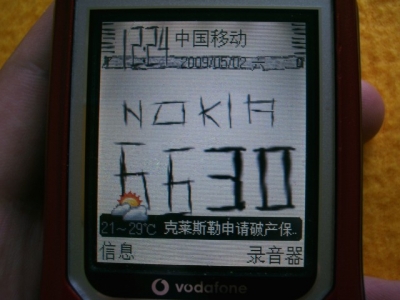 12:24 中国移动
2009/05/02 六
NOKIA
6630
21~29℃ 克莱斯勒申请破产保..
信息 录音器
vodafone